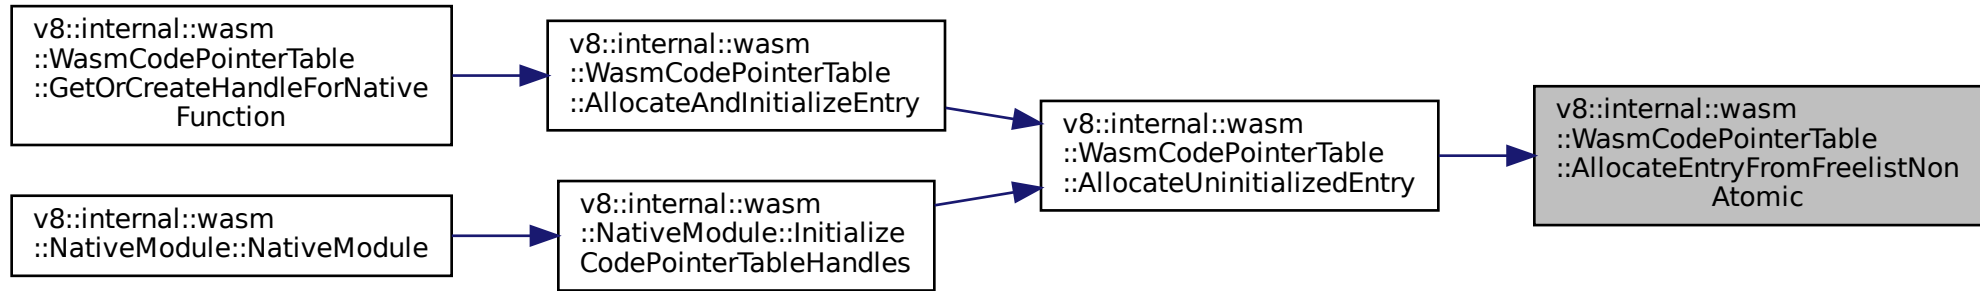 v8::internal::wasm
::WasmCodePointerTable
::GetOrCreateHandleForNative
Function
v8::internal::wasm
::NativeModule::NativeModule
v8::internal::wasm
::WasmCodePointerTable
::AllocateAndInitializeEntry
v8::internal::wasm
::NativeModule::Initialize
CodePointerTableHandles
v8::internal::wasm
::WasmCodePointerTable
::AllocateUninitializedEntry
v8::internal::wasm
::WasmCodePointerTable
::AllocateEntryFromFreelistNon
Atomic